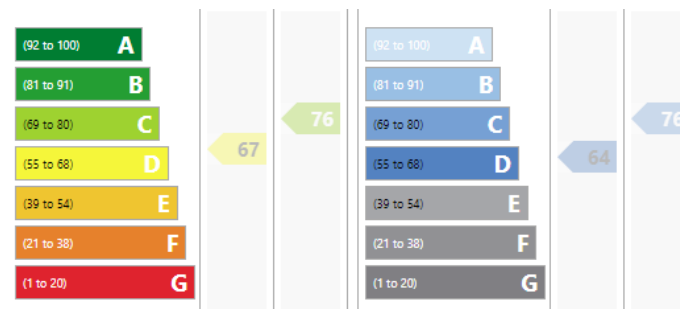 (92 to 100) A
(81 to 91) B
(69 to 80) C
(55 to 68) D
(39 to 54) E
(21 to 38) F
(1 to 20) G
67
76
(92 to 100) A
(81 to 91) B
(69 to 80) C
(55 to 68) D
(39 to 54) E
(21 to 38) F
(1 to 20) G
64
76